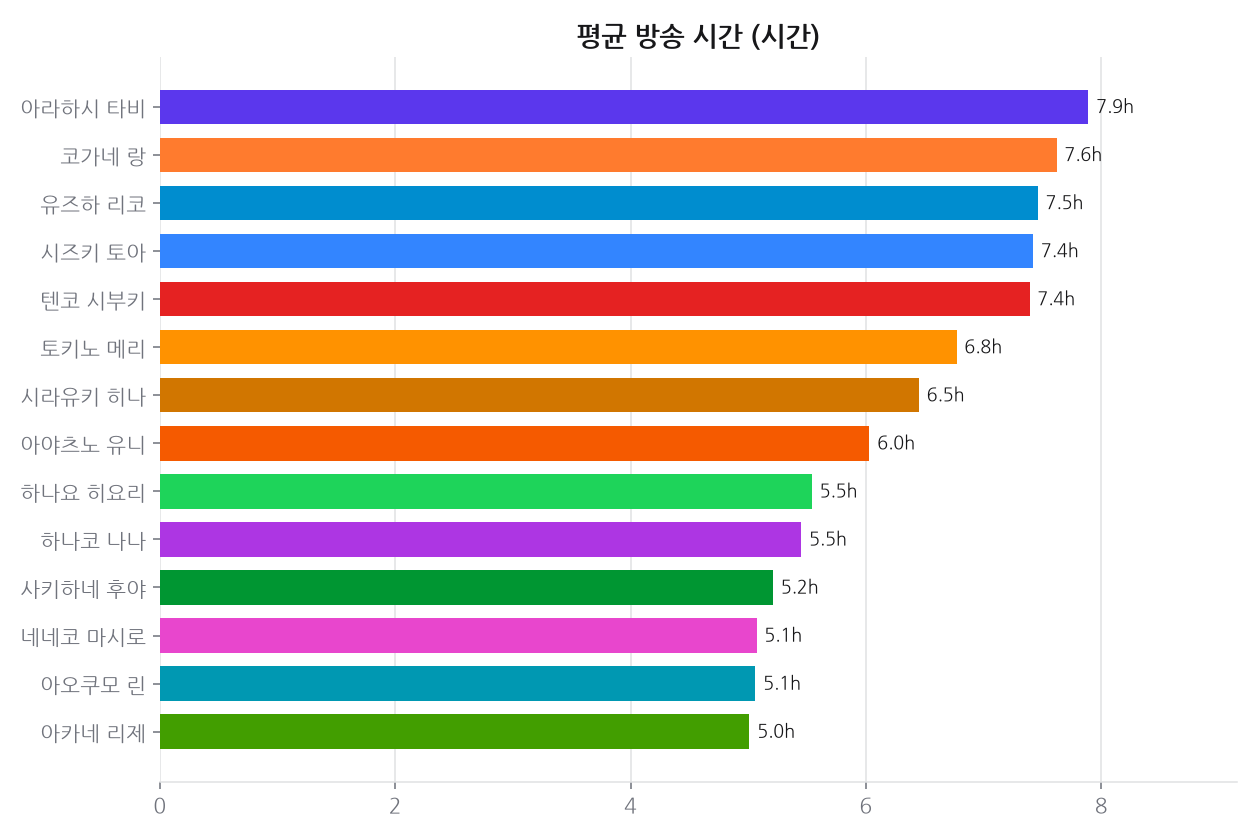 평균 방송 시간 (시간)
아라하시 타비 7.9h
코가네 랑 7.6h
유즈하 리코 7.5h
시즈키 토아 7.4h
텐코 시부키 7.4h
토키노 메리 6.8h
시라유키 히나 6.5h
아야츠노 유니 6.0h
하나요 히요리 5.5h
하나코 나나 5.5h
사키하네 후야 5.2h
네네코 마시로 5.1h
아오쿠모 린 5.1h
아카네 리제 5.0h
0 2 4 6 8